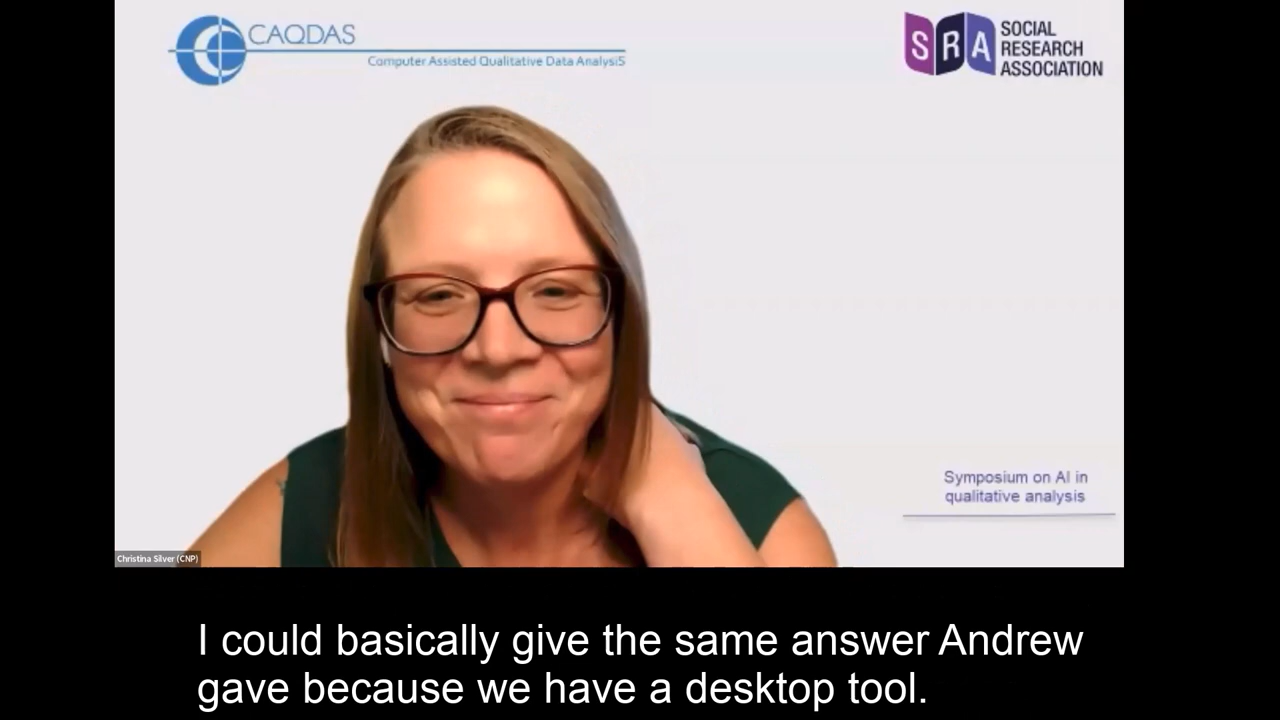 CAQDAS
Computer Assisted Qualitative Data AnalysiS
SRA
SOCIAL
RESEARCH
ASSOCIATION
Symposium on AI in
qualitative analysis
Christina Silver (CNP)
I could basically give the same answer Andrew
gave because we have a desktop tool.